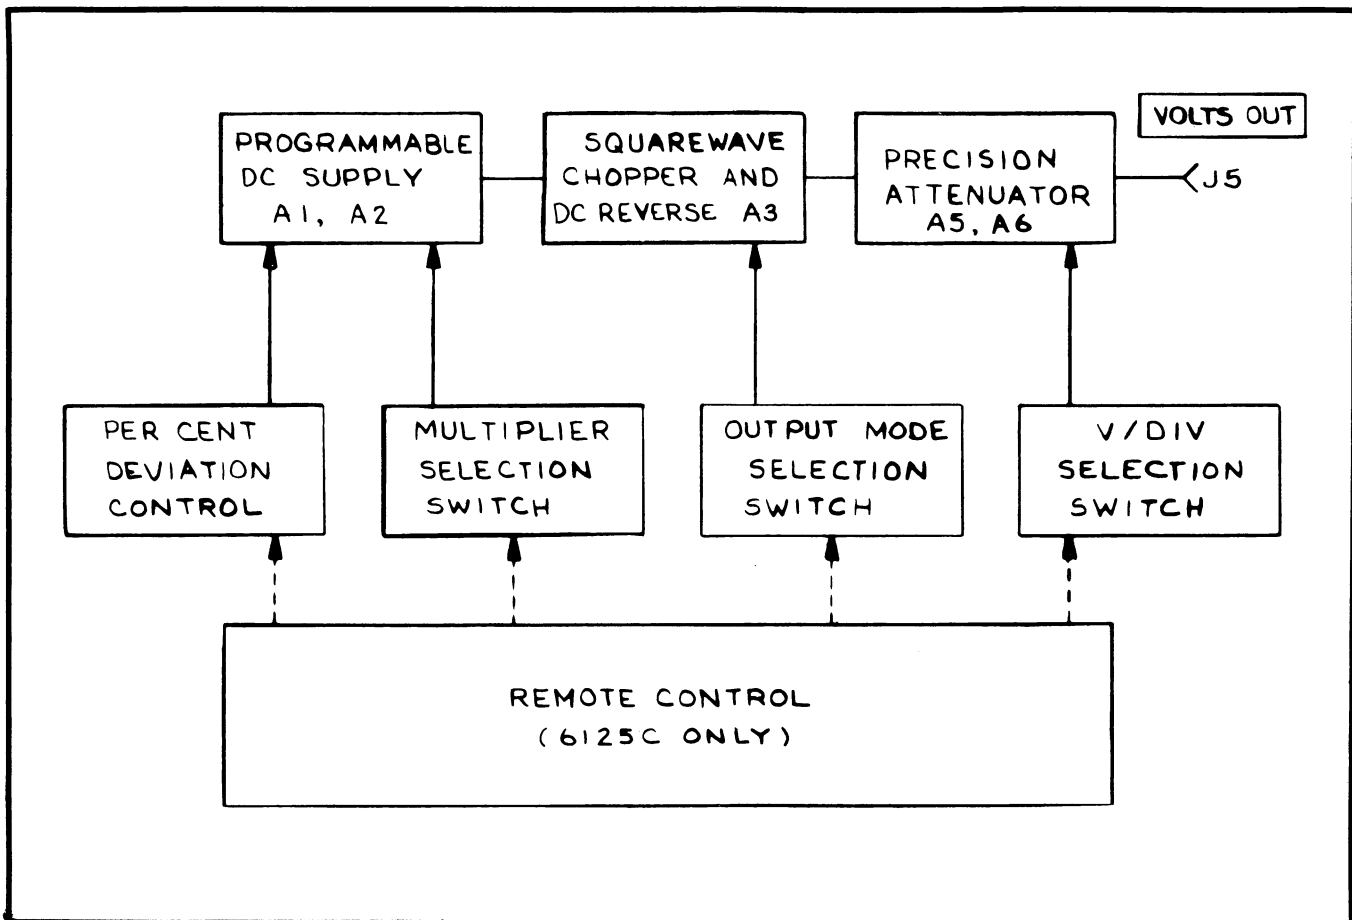 PROGRAMMABLE
DC SUPPLY
A1, A2
SQUAREWAVE
CHOPPER AND
DC REVERSE A3
PRECISION
ATTENUATOR
A5, A6
VOLTS OUT
J5
PER CENT
DEVIATION
CONTROL
MULTIPLIER
SELECTION
SWITCH
OUTPUT MODE
SELECTION
SWITCH
V/DIV
SELECTION
SWITCH
REMOTE CONTROL
(6125C ONLY)